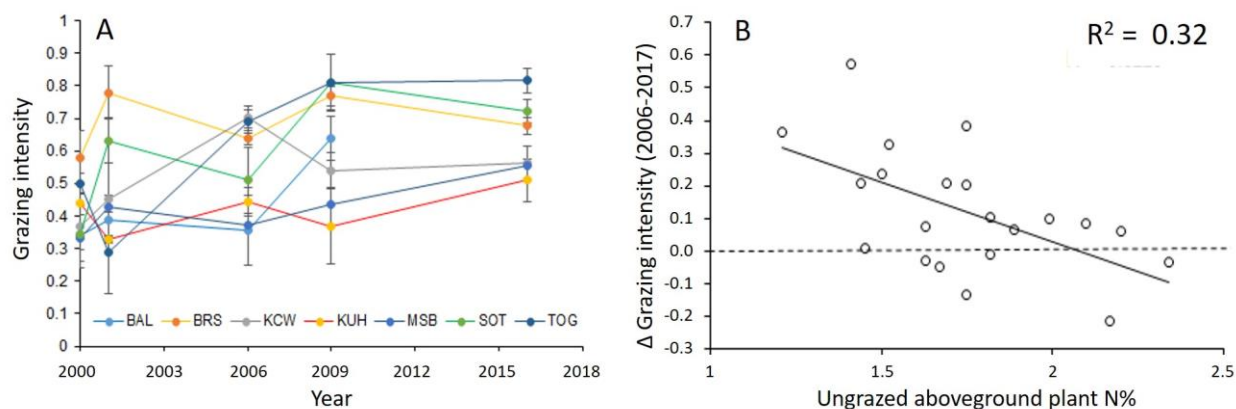 A
Grazing intensity
1
0.9
0.8
0.7
0.6
0.5
0.4
0.3
0.2
0.1
0
BAL BRS KCW KUH MSB SOT TOG
2000 2003 2006 2009 2012 2015 2018
Year
B
R² = 0.32
Δ Grazing intensity (2006-2017)
0.7
0.6
0.5
0.4
0.3
0.2
0.1
0.0
-0.1
-0.2
-0.3
1 1.5 2 2.5
Ungrazed aboveground plant N%